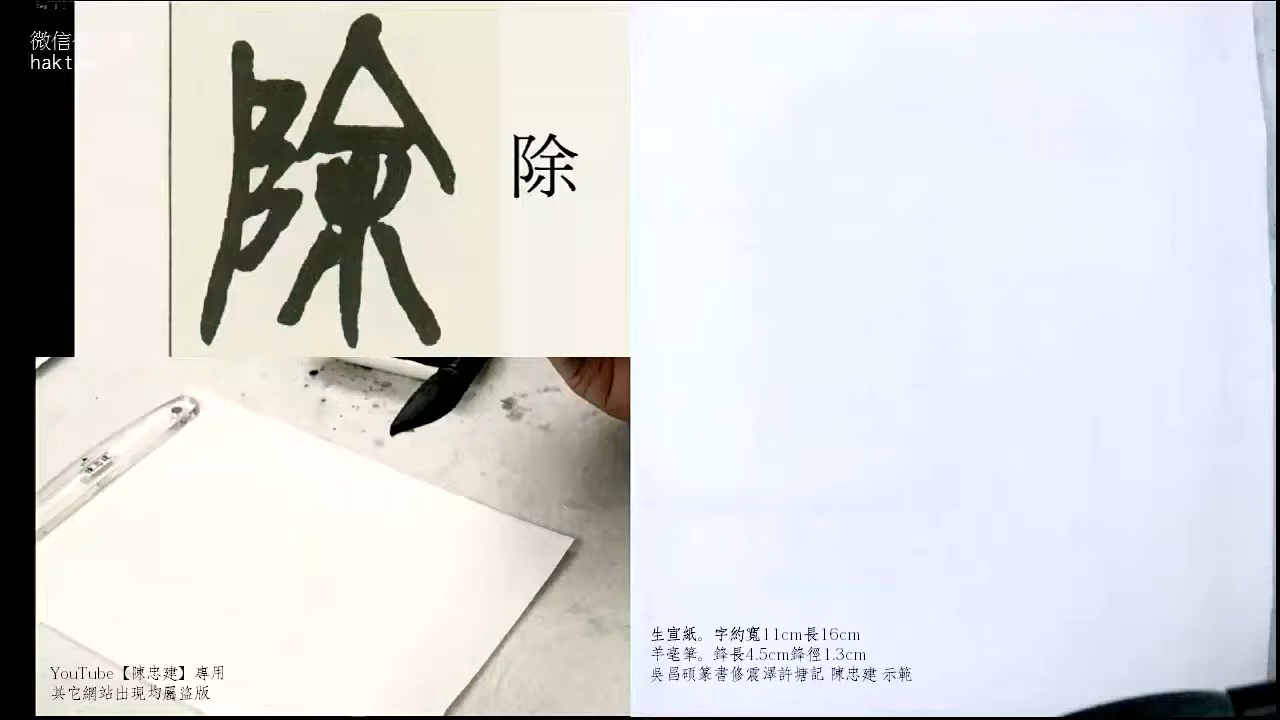 微信
hakt
除
除
YouTube【陳忠建】專用
其它網站出現均屬盜版
生宣紙。字約寬11cm長16cm
羊毫筆。鋒長4.5cm鋒徑1.3cm
吳昌碩篆書修震澤許塘記 陳忠建 示範